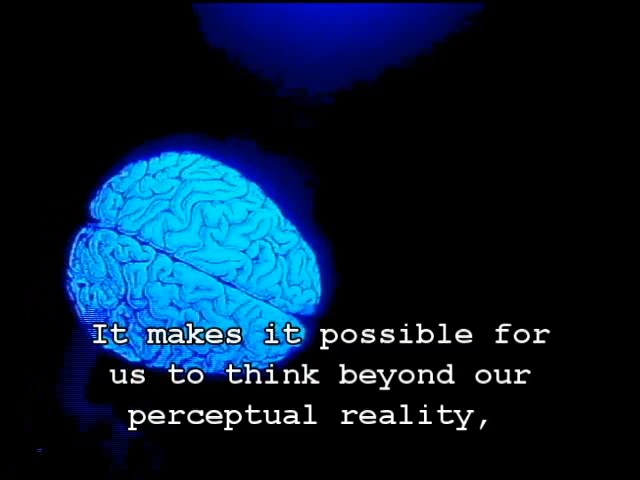 It makes it possible for
us to think beyond our
perceptual reality,